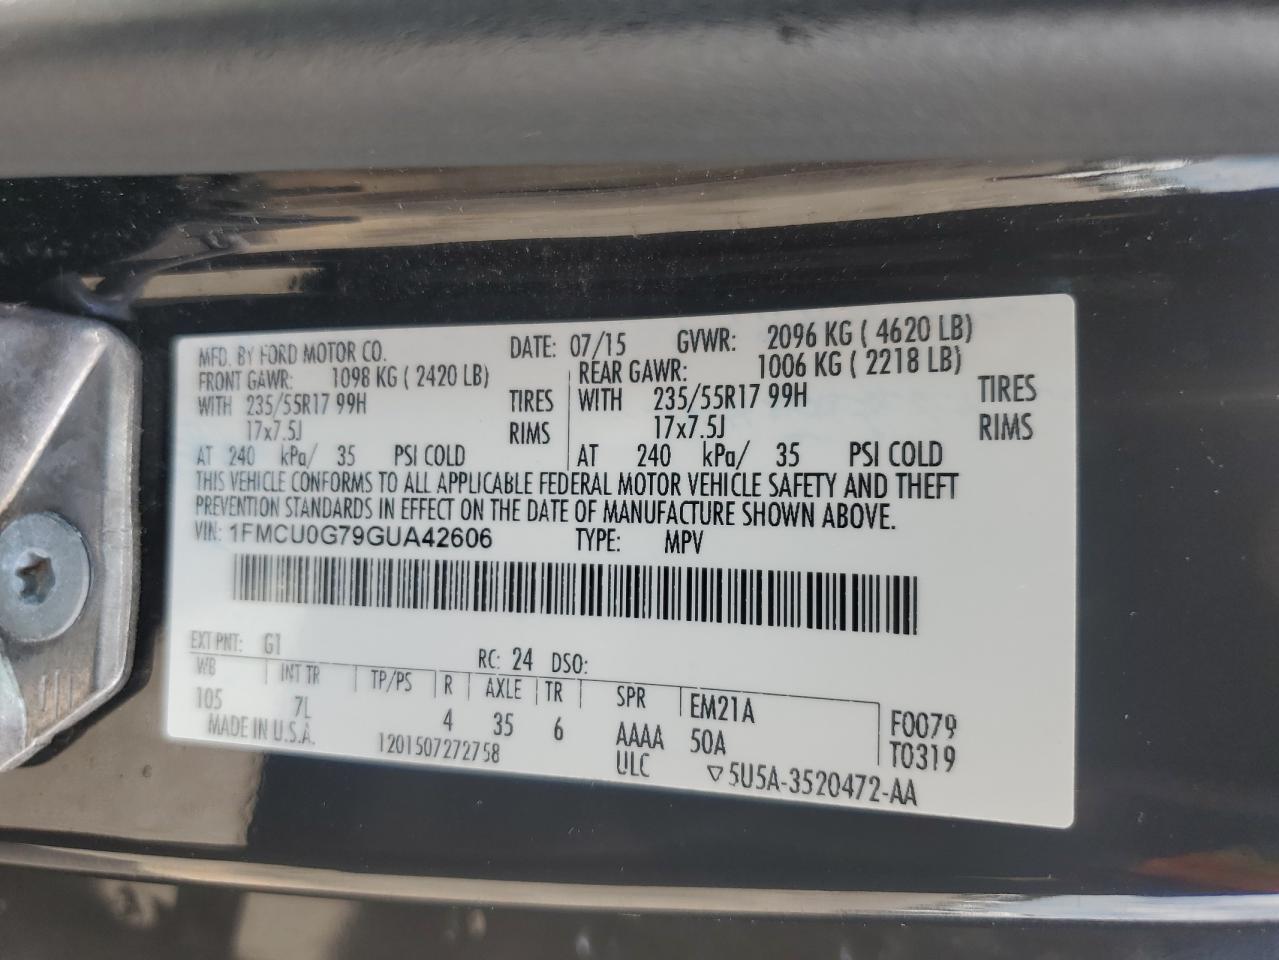 MFD. BY FORD MOTOR CO. DATE: 07/15 GVWR: 2096 KG ( 4620 LB)
FRONT GAWR: 1098 KG ( 2420 LB) REAR GAWR: 1006 KG ( 2218 LB)
WITH 235/55R17 99H TIRES WITH 235/55R17 99H TIRES
17x7.5J RIMS 17x7.5J RIMS
AT 240 kPa/ 35 PSI COLD AT 240 kPa/ 35 PSI COLD
THIS VEHICLE CONFORMS TO ALL APPLICABLE FEDERAL MOTOR VEHICLE SAFETY AND THEFT
PREVENTION STANDARDS IN EFFECT ON THE DATE OF MANUFACTURE SHOWN ABOVE.
VIN: 1FMCU0G79GUA42606 TYPE: MPV
EXT PNT: G1 RC: 24 DSO:
WB INT TR TP/PS R AXLE TR SPR EM21A F0079
105 7L 4 35 6 AAAA 50A T0319
MADE IN U.S.A. 1201507272758 ULC ▽5U5A-3520472-AA